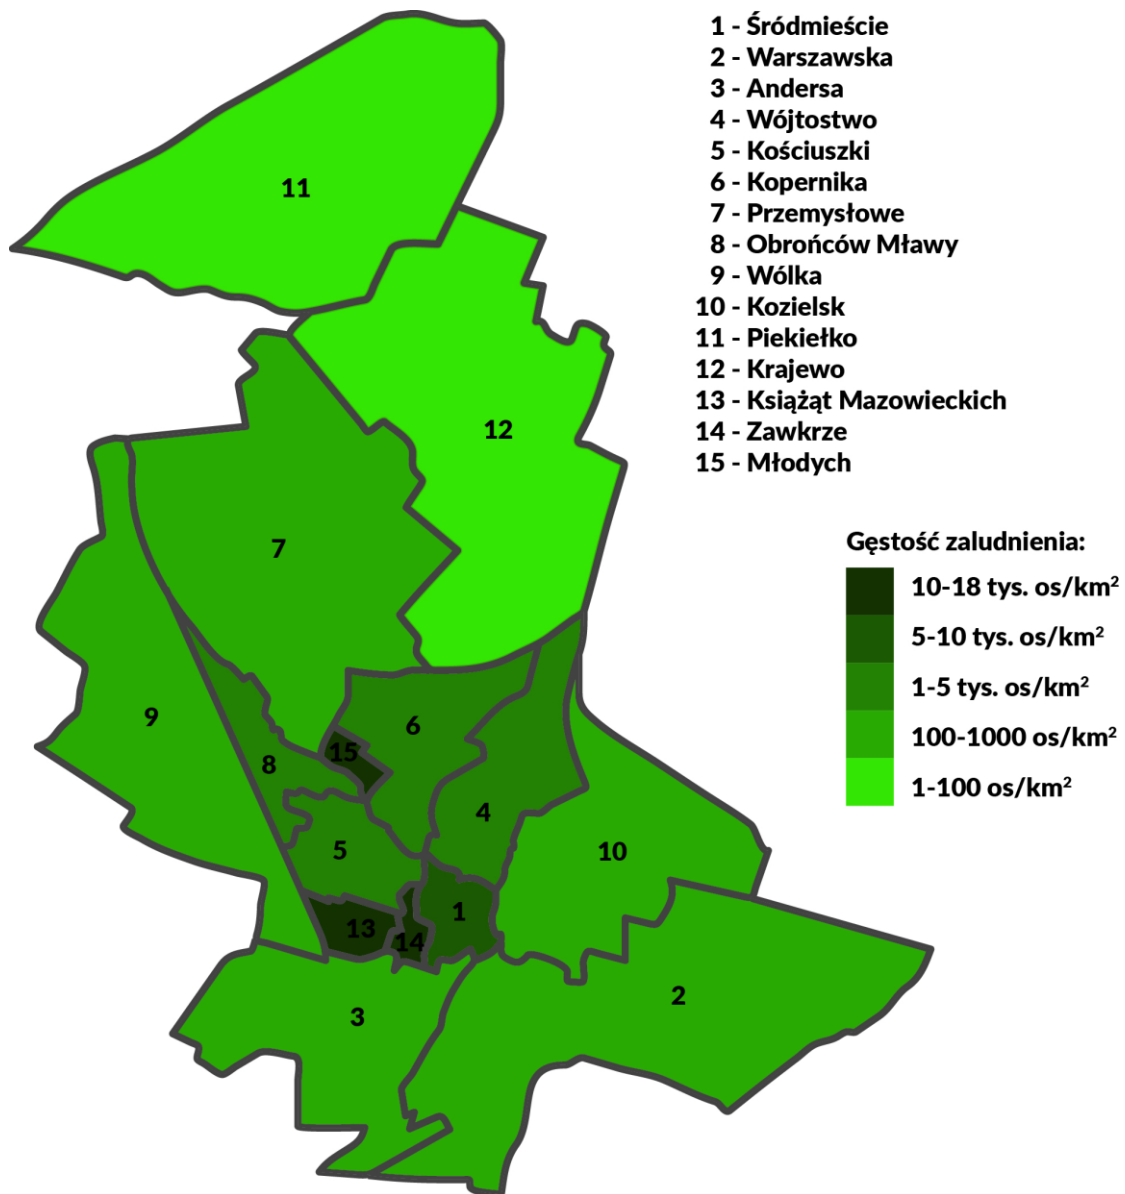 1 - Śródmieście
2 - Warszawska
3 - Andersa
4 - Wójtostwo
5 - Kościuszki
6 - Kopernika
7 - Przemysłowe
8 - Obrońców Mławy
9 - Wólka
10 - Kozielsk
11 - Piekiełko
12 - Krajewo
13 - Książąt Mazowieckich
14 - Zawkrze
15 - Młodych
Gęstość zaludnienia:
10-18 tys. os/km²
5-10 tys. os/km²
1-5 tys. os/km²
100-1000 os/km²
1-100 os/km²
11
12
7
9
6
15
8
4
5
10
1
13
14
2
3